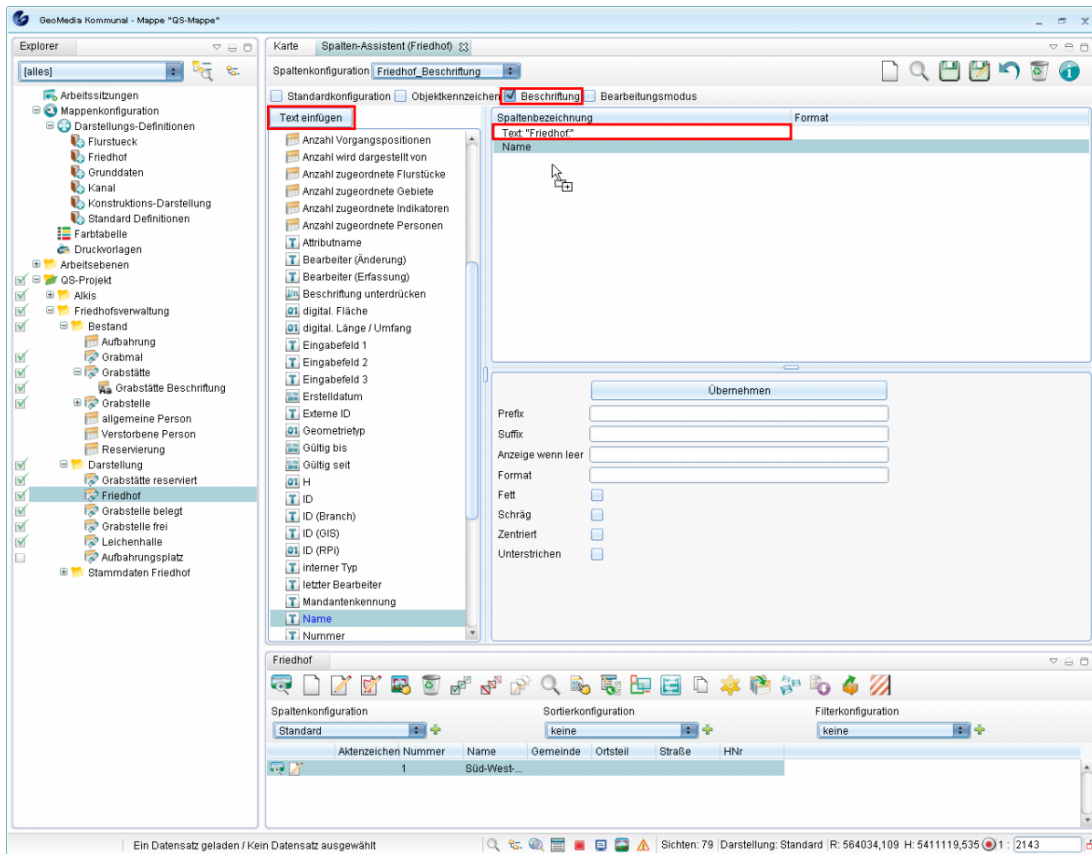 GeoMedia Kommunal - Mappe "QS-Mappe"
Explorer
[alles]
Arbeitssitzungen
Mappenkonfiguration
Darstellungs-Definitionen
Flurstueck
Friedhof
Grunddaten
Kanal
Konstruktions-Darstellung
Standard Definitionen
Farbtabelle
Druckvorlagen
Arbeitsebenen
QS-Projekt
Alkis
Friedhofsverwaltung
Bestand
Aufbahrung
Grabmal
Grabstätte
Grabstätte Beschriftung
Grabstelle
allgemeine Person
Verstorbene Person
Reservierung
Darstellung
Grabstätte reserviert
Friedhof
Grabstelle belegt
Grabstelle frei
Leichenhalle
Aufbahrungsplatz
Stammdaten Friedhof
Karte Spalten-Assistent (Friedhof)
Spaltenkonfiguration Friedhof_Beschriftung
Standardkonfiguration Objektkennzeichen Beschriftung Bearbeitungsmodus
Text einfügen
Anzahl Vorgangspositionen
Anzahl wird dargestellt von
Anzahl zugeordnete Flurstücke
Anzahl zugeordnete Gebiete
Anzahl zugeordnete Indikatoren
Anzahl zugeordnete Personen
Attributname
Bearbeiter (Änderung)
Bearbeiter (Erfassung)
Beschriftung unterdrücken
digital. Fläche
digital. Länge / Umfang
Eingabefeld 1
Eingabefeld 2
Eingabefeld 3
Erstelldatum
Externe ID
Geometrietyp
Gültig bis
Gültig seit
H
ID
ID (Branch)
ID (GIS)
ID (RPi)
interner Typ
letzter Bearbeiter
Mandantenkennung
Name
Nummer
Spaltenbezeichnung Format
Text: "Friedhof:"
Name
Übernehmen
Prefix
Suffix
Anzeige wenn leer
Format
Fett
Schräg
Zentriert
Unterstrichen
Friedhof
Spaltenkonfiguration Sortierkonfiguration Filterkonfiguration
Standard keine keine
Aktenzeichen Nummer Name Gemeinde Ortsteil Straße HNr
1 Süd-West-...
Ein Datensatz geladen / Kein Datensatz ausgewählt Sichten: 79 Darstellung: Standard R: 564034,109 H: 5411119,535 1 : 2143